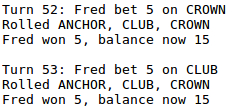 Turn 52: Fred bet 5 on CROWN
Rolled ANCHOR, CLUB, CROWN
Fred won 5, balance now 15
Turn 53: Fred bet 5 on CLUB
Rolled ANCHOR, CLUB, CROWN
Fred won 5, balance now 15